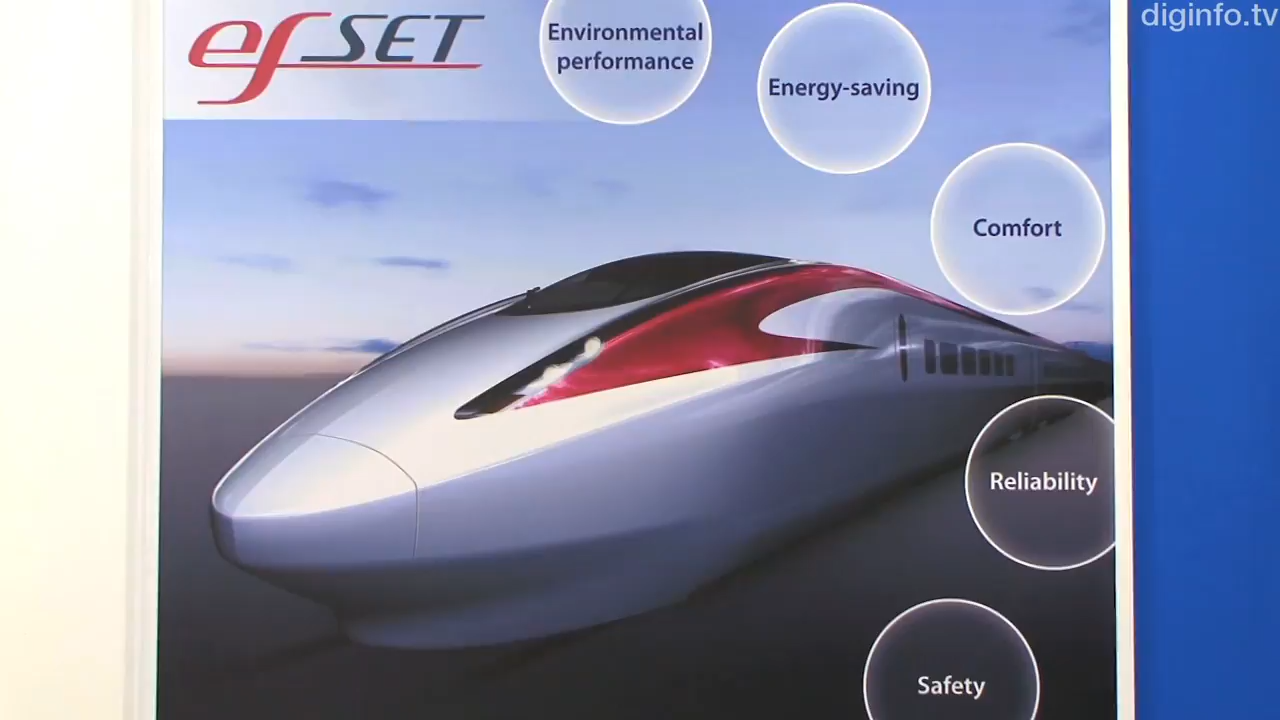 diginfo.tv
efSET
Environmental
performance
Energy-saving
Comfort
Reliability
Safety